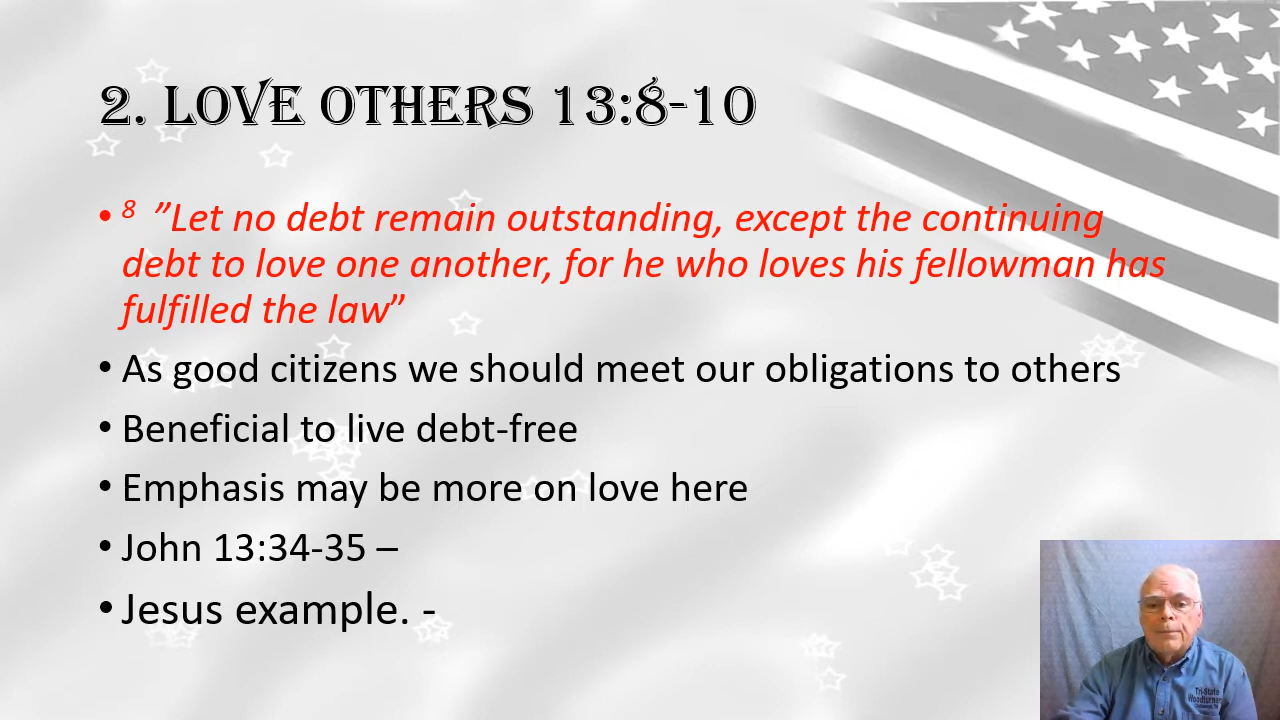 2. LOVE OTHERS 13:8-10
• 8 ”Let no debt remain outstanding, except the continuing
debt to love one another, for he who loves his fellowman has
fulfilled the law”
• As good citizens we should meet our obligations to others
• Beneficial to live debt-free
• Emphasis may be more on love here
• John 13:34-35 –
• Jesus example. -
Tri-State
Woodturners